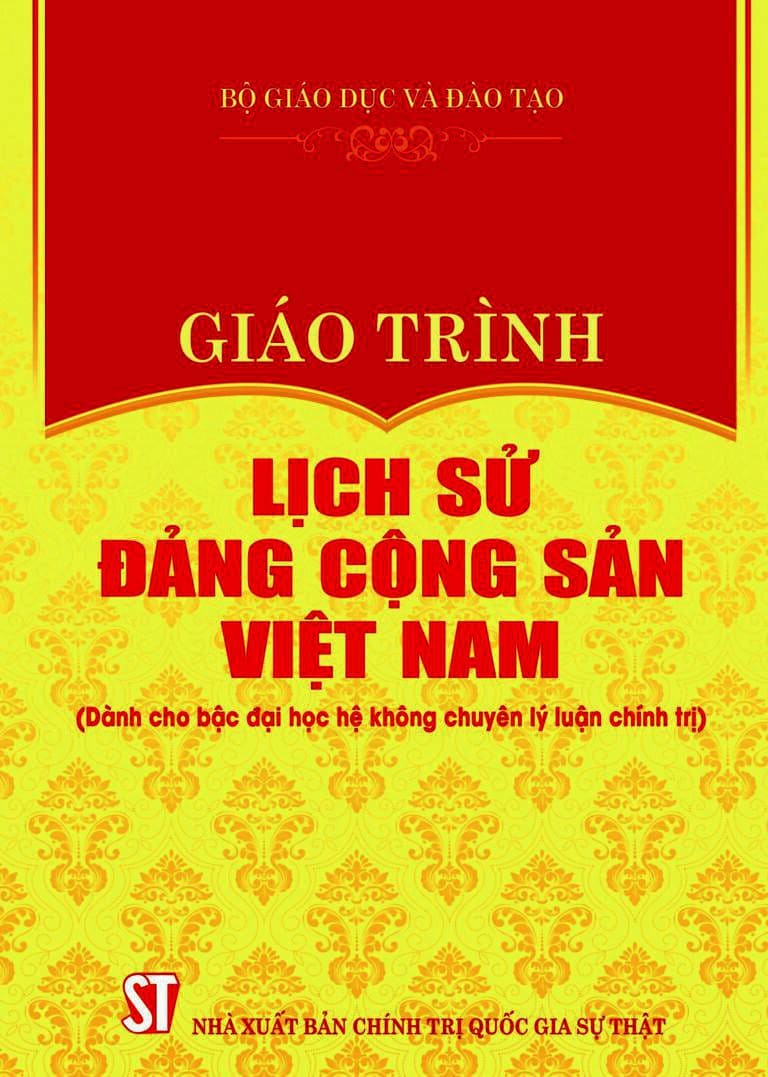 BỘ GIÁO DỤC VÀ ĐÀO TẠO
GIÁO TRÌNH
LỊCH SỬ
ĐẢNG CỘNG SẢN
VIỆT NAM
(Dành cho bậc đại học hệ không chuyên lý luận chính trị)
ST
NHÀ XUẤT BẢN CHÍNH TRỊ QUỐC GIA SỰ THẬT